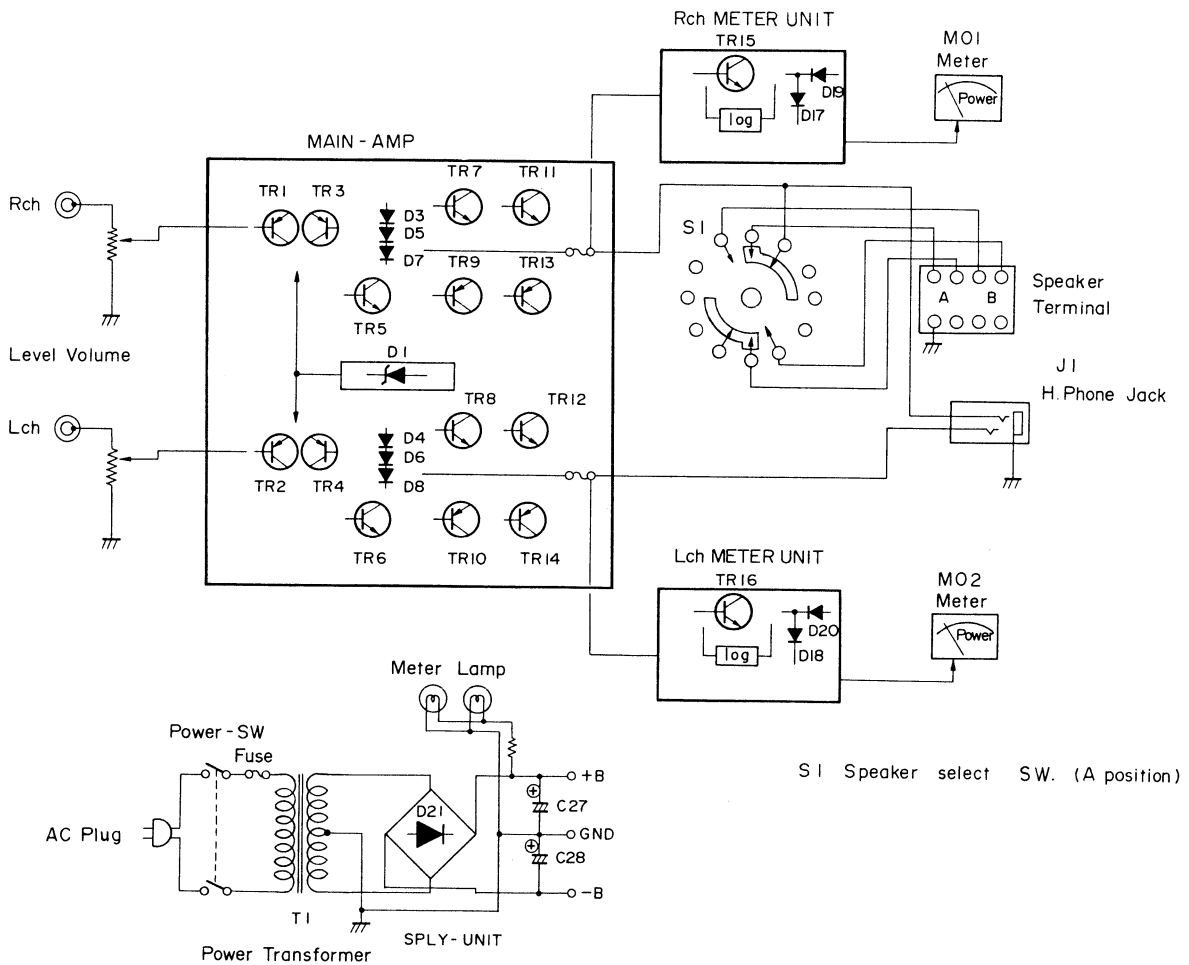 Rch METER UNIT
TR15
D19
D17
log
MO1
Meter
Power
MAIN-AMP
Rch
TR1 TR3
D3
D5
D7
TR7
TR11
S1
TR5
TR9
TR13
A B
Speaker
Terminal
Level Volume
D1
J1
H.Phone Jack
Lch
TR2 TR4
D4
D6
D8
TR8
TR12
TR6
TR10
TR14
Lch METER UNIT
TR16
D20
D18
log
MO2
Meter
Power
Meter Lamp
Power-SW
Fuse
AC Plug
T1
Power Transformer
D21
+B
C27
GND
C28
-B
SPLY-UNIT
S1 Speaker select SW. (A position)